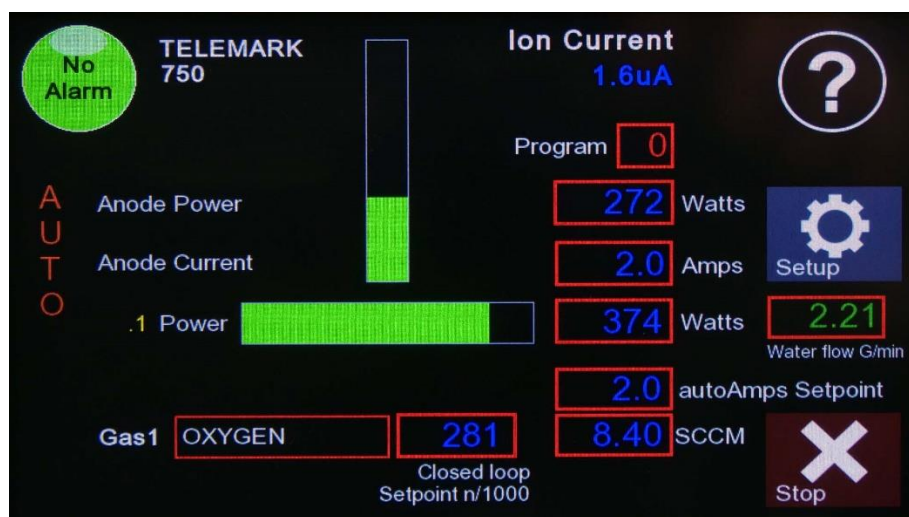 No
Alarm
TELEMARK
750
Ion Current
1.6uA
?
Program 0
AUTO
Anode Power 272 Watts
Anode Current 2.0 Amps
Setup
.1 Power 374 Watts
2.21
Water flow G/min
2.0 autoAmps Setpoint
Gas1 OXYGEN 281 8.40 SCCM
Closed loop
Setpoint n/1000
Stop